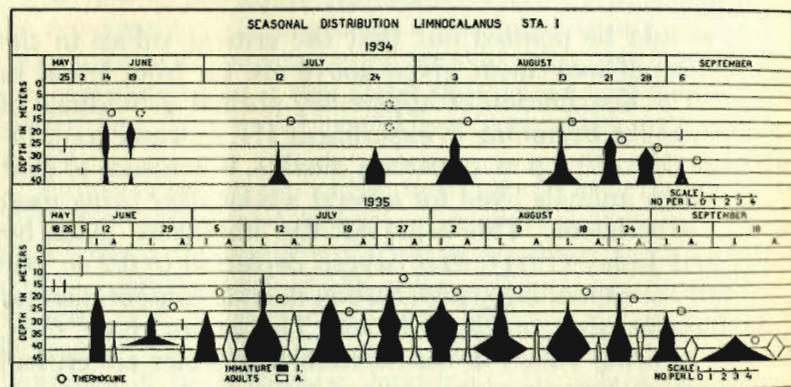 SEASONAL DISTRIBUTION LIMNOCALANUS STA. I
1934
MAY JUNE JULY AUGUST SEPTEMBER
25 2 14 19 12 24 3 13 21 28 6
DEPTH IN METERS
0
5
10
15
20
25
30
35
40
SCALE
NO PER L. 0 1 2 3 4
1935
MAY JUNE JULY AUGUST SEPTEMBER
18 26 5 12 29 5 12 19 27 2 9 18 24 1 18
I. A. I. A. I. A. I. A. I. A. I. A. I. A. I. A. I. A. I. A. I. A. I. A.
DEPTH IN METERS
0
5
10
15
20
25
30
35
40
45
THERMOCLINE
IMMATURE I.
ADULTS A.
SCALE
NO. PER L. 0 1 2 3 4